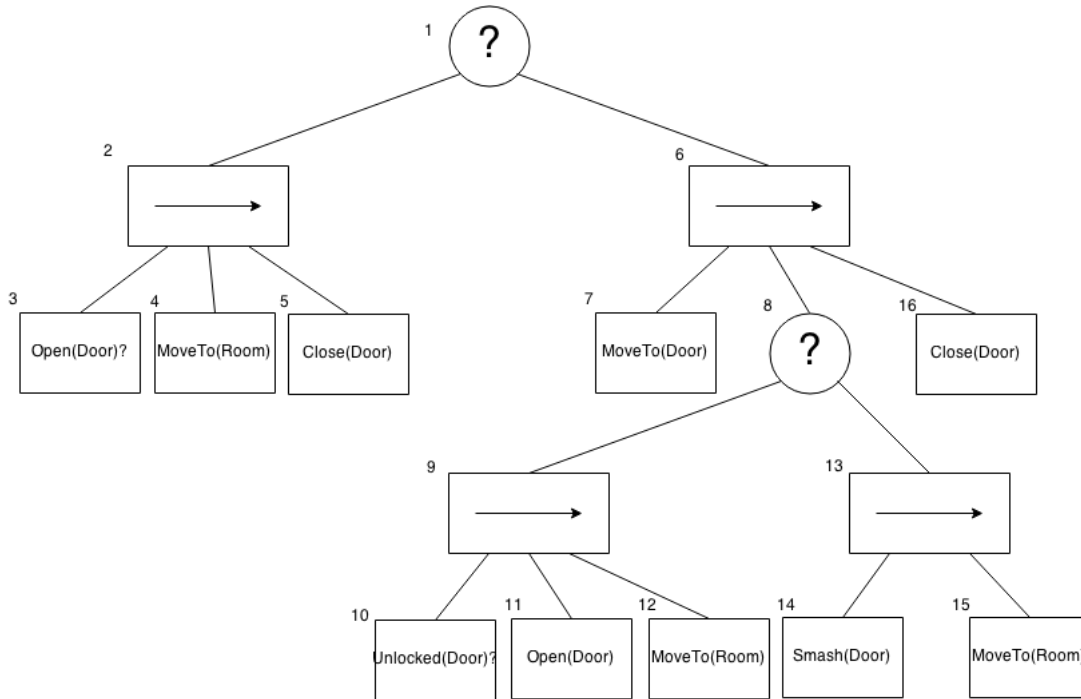 1
?
2
6
3
4
5
7
8
16
Open(Door)?
MoveTo(Room)
Close(Door)
MoveTo(Door)
?
Close(Door)
9
13
10
11
12
14
15
Unlocked(Door)?
Open(Door)
MoveTo(Room)
Smash(Door)
MoveTo(Room)